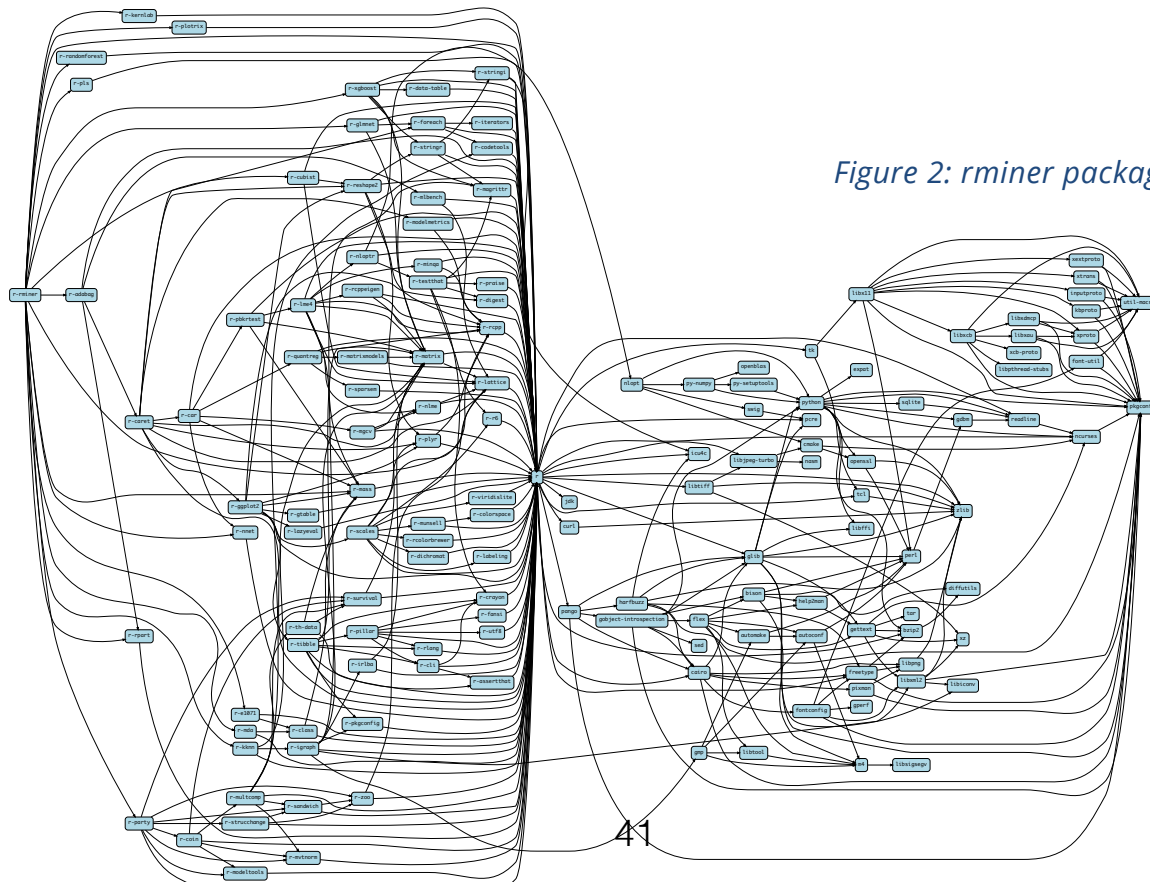 r-kernlab
r-plotrix
r-randomforest
r-pls
r-stringi
r-xgboost
r-data-table
r-glmnet
r-foreach
r-iterators
r-stringr
r-codetools
Figure 2: rminer packag
r-cubist
r-reshape2
r-magrittr
r-mlbench
r-modelmetrics
r-nloptr
r-minqa
r-testthat
r-praise
r-rcppeigen
r-digest
r-rminer
r-adabag
r-lme4
r-pbkrtest
r-rcpp
r-quantreg
r-matrixmodels
r-matrix
r-sparsem
r-lattice
r-nlme
r-r6
r-caret
r-car
r-mgcv
r-plyr
r-mass
r-viridislite
r-ggplot2
r-gtable
r-colorspace
r-lazyeval
r-nnet
r-scales
r-munsell
r-rcolorbrewer
r-dichromat
r-labeling
r-survival
r-crayon
r-fansi
r-th-data
r-pillar
r-utf8
r-rpart
r-tibble
r-rlang
r-irlba
r-cli
r-assertthat
r-e1071
r-mda
r-class
r-pkgconfig
r-kknn
r-igraph
r-multcomp
r-zoo
r-sandwich
r-party
r-strucchange
r-coin
r-mvtnorm
r-modeltools
r
xextproto
xtrans
libx11
inputproto
util-macr
kbproto
libxdmcp
libxcb
libxau
xproto
xcb-proto
font-util
libpthread-stubs
tk
openblas
expat
nlopt
py-numpy
py-setuptools
swig
python
sqlite
pkgconf
pcre
gdbm
readline
ncurses
cmake
icu4c
libjpeg-turbo
nasm
openssl
libtiff
tcl
jdk
zlib
curl
libffi
glib
perl
bison
diffutils
harfbuzz
help2man
pango
gobject-introspection
flex
tar
gettext
bzip2
automake
autoconf
sed
xz
cairo
freetype
libpng
pixman
libxml2
libiconv
fontconfig
gperf
gmp
libtool
m4
libsigsegv
41